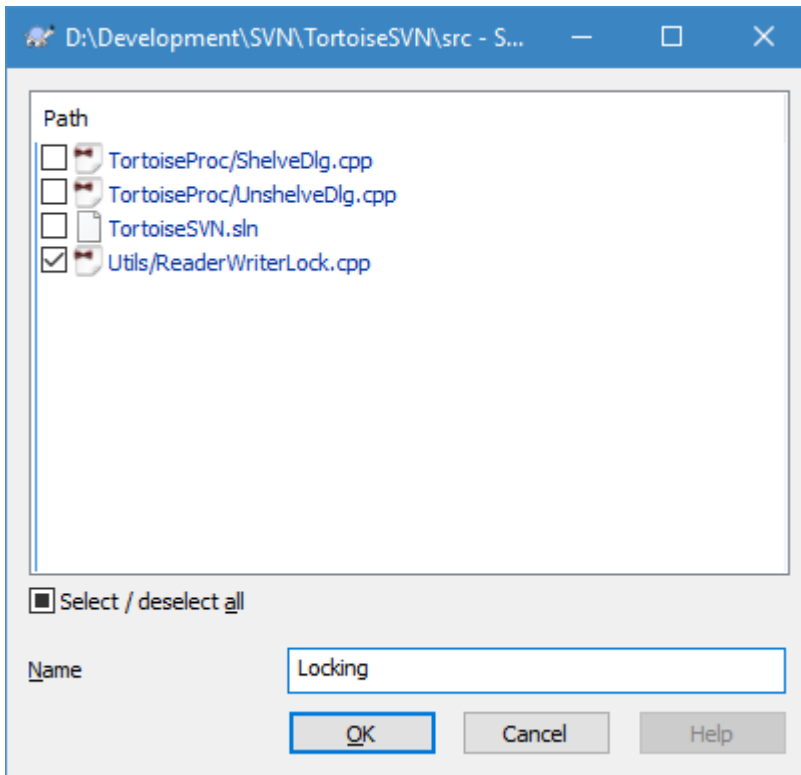 D:\Development\SVN\TortoiseSVN\src - S...
Path
TortoiseProc/ShelveDlg.cpp
TortoiseProc/UnshelveDlg.cpp
TortoiseSVN.sln
Utils/ReaderWriterLock.cpp
Select / deselect all
Name Locking
OK Cancel Help